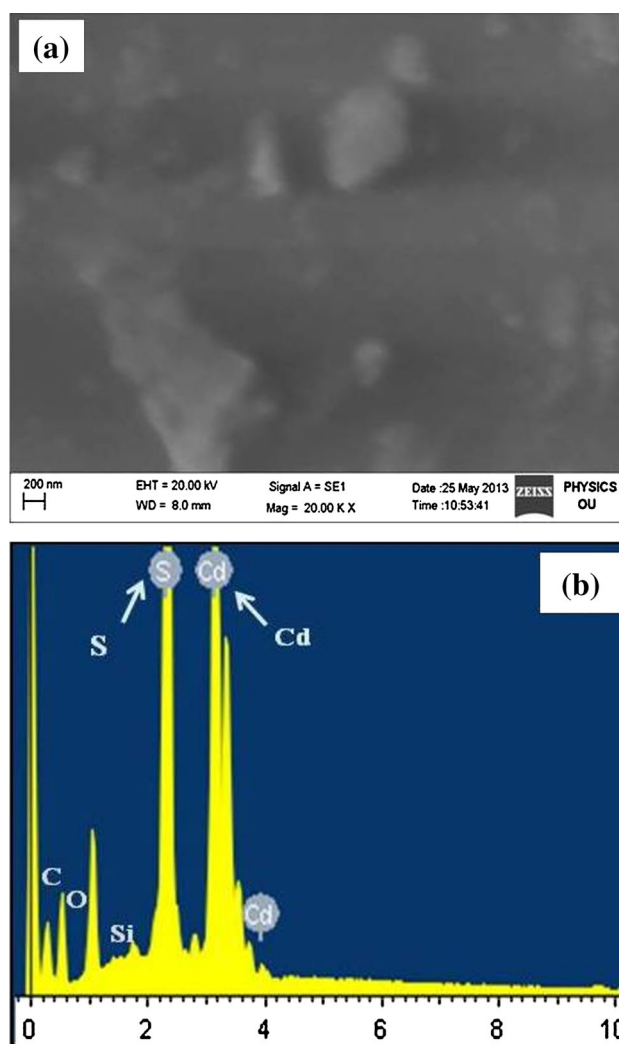 (a)
200 nm EHT = 20.00 kV Signal A = SE1 Date :25 May 2013 ZEISS PHYSICS
WD = 8.0 mm Mag = 20.00 K X Time :10:53:41 OU
(b)
S Cd
S Cd
C
O
Si
Cd
0 2 4 6 8 10